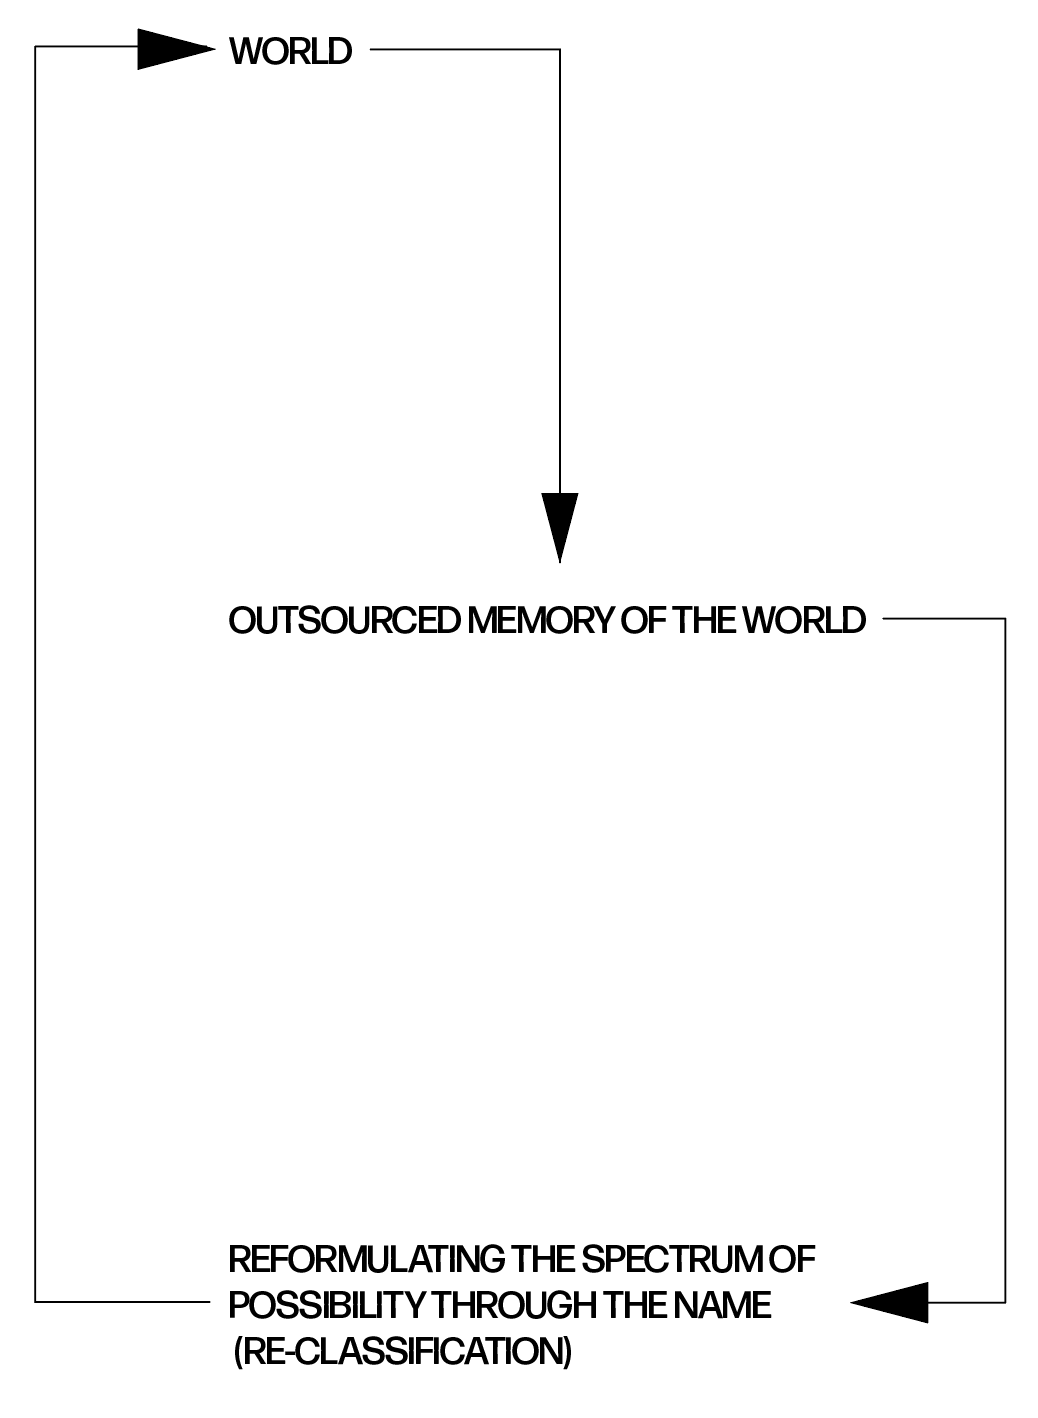 WORLD
OUTSOURCED MEMORY OF THE WORLD
REFORMULATING THE SPECTRUM OF
POSSIBILITY THROUGH THE NAME
(RE-CLASSIFICATION)